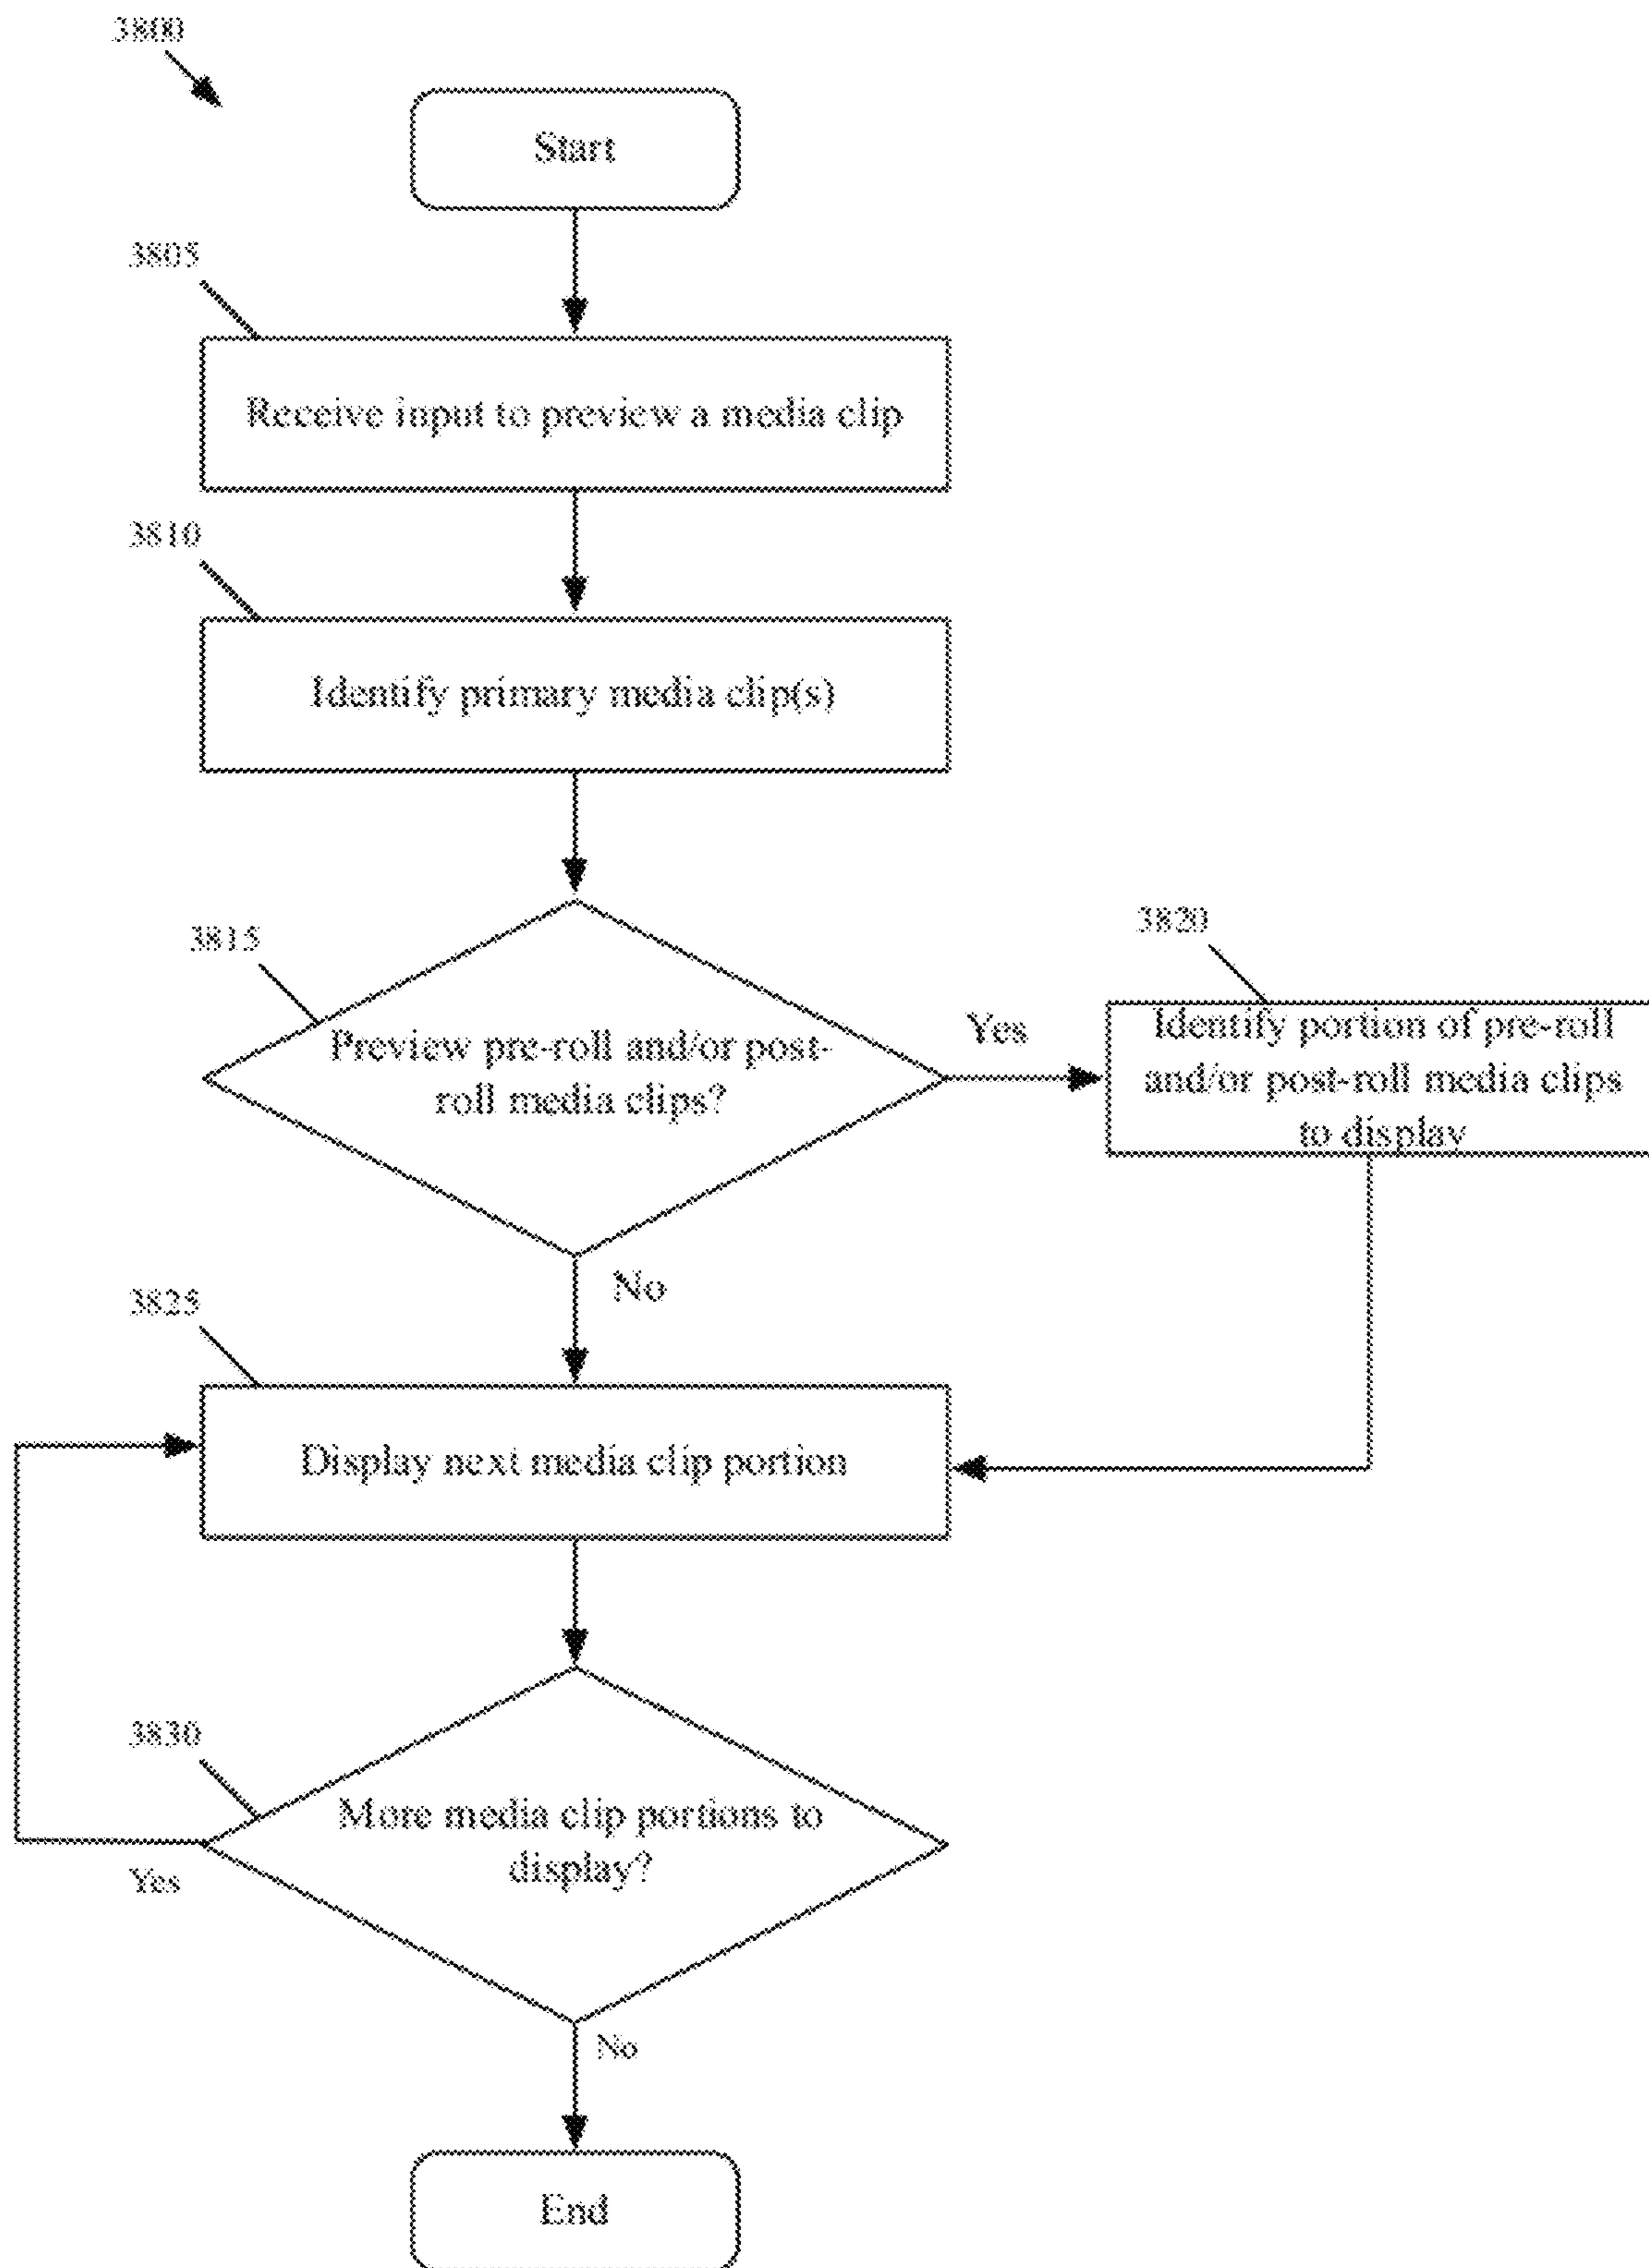 3800
Start
3805
Receive input to preview a media clip
3810
Identify primary media clip(s)
3815
Preview pre-roll and/or post-
roll media clips?
Yes
3820
Identify portion of pre-roll
and/or post-roll media clips
to display
No
3825
Display next media clip portion
3830
More media clip portions to
display?
Yes
No
End